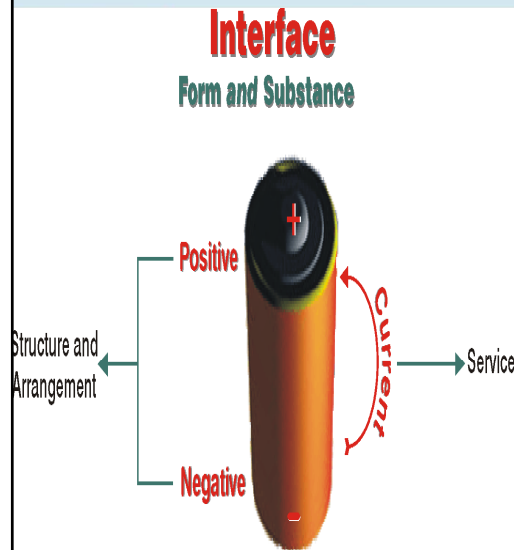 Interface
Form and Substance
+
Positive
Current
Structure and
Arrangement
Service
Negative
-